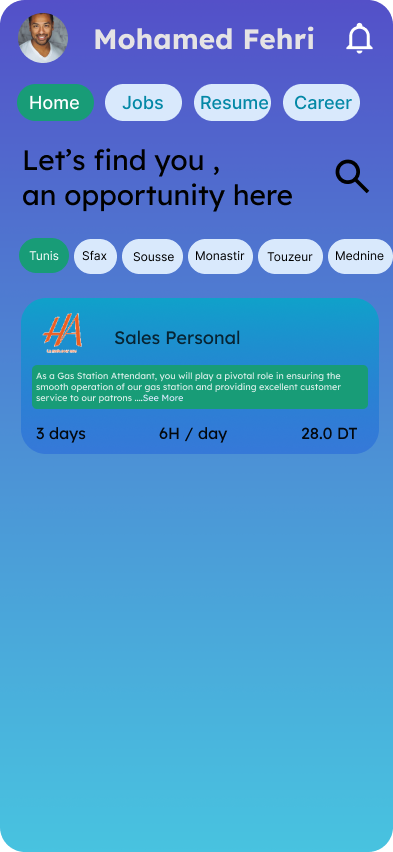 Mohamed Fehri
Home Jobs Resume Career
Let’s find you ,
an opportunity here
Tunis Sfax Sousse Monastir Touzeur Mednine
HA
Sales Personal
As a Gas Station Attendant, you will play a pivotal role in ensuring the
smooth operation of our gas station and providing excellent customer
service to our patrons ....See More
3 days 6H / day 28.0 DT